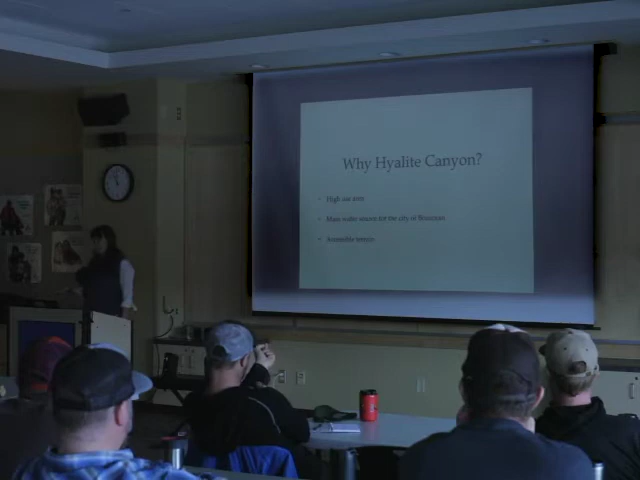 Why Hyalite Canyon?
• High use area
• Main water source for the city of Bozeman
• Accessible terrain